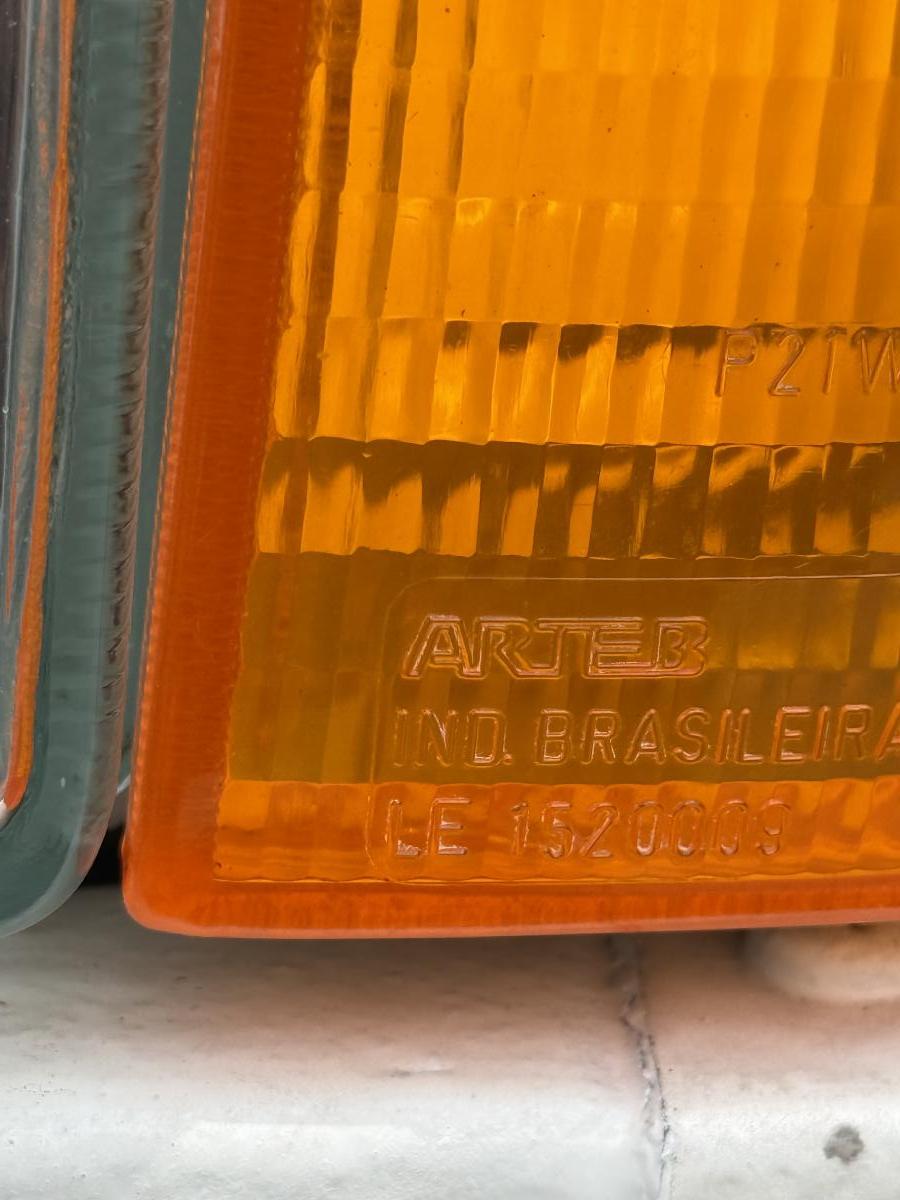 P21W
ARTEB
IND. BRASILEIRA
LE 1520009